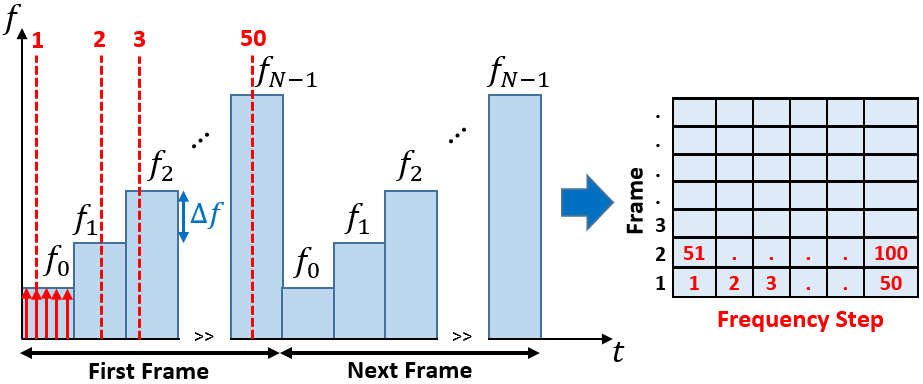 f
1 2 3 50
f_{N-1} f_{N-1}
f_2 f_2
f_1 f_1
f_0 f_0
Δf
... ...
>> >>
t
First Frame Next Frame
Frame
.
.
.
.
3
2 51 . . . . 100
1 1 2 3 . . 50
Frequency Step